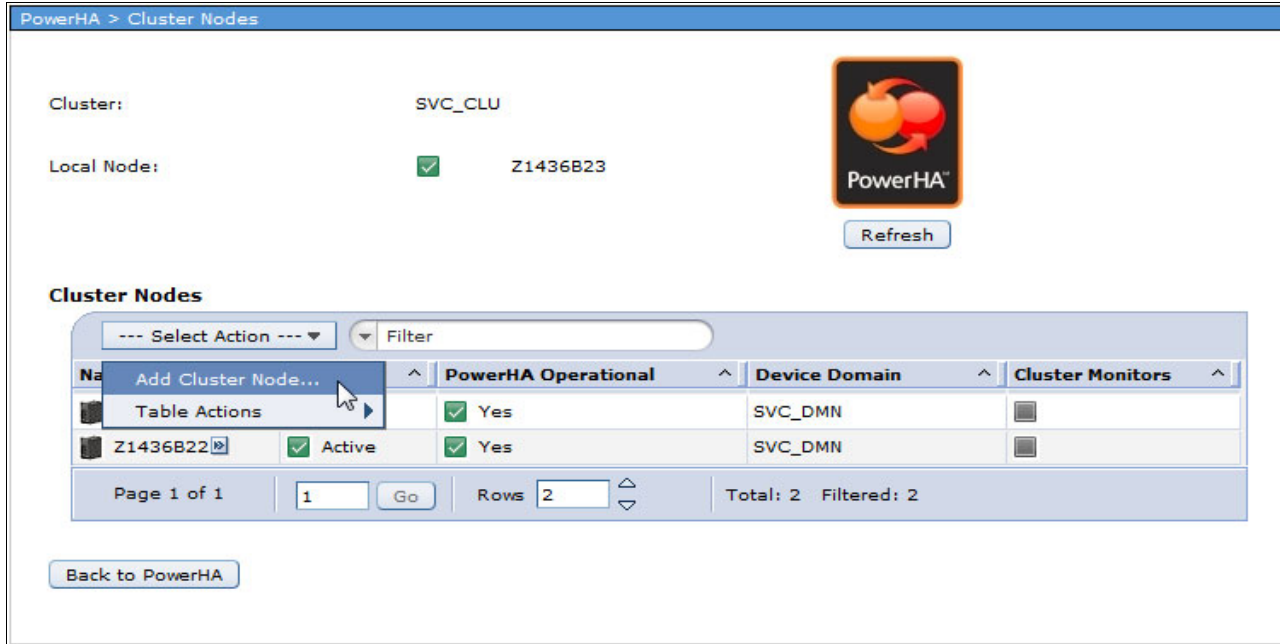 PowerHA > Cluster Nodes
Cluster: SVC_CLU
Local Node: Z1436B23
PowerHA™
Refresh
Cluster Nodes
--- Select Action --- Filter
Na PowerHA Operational Device Domain Cluster Monitors
Add Cluster Node...
Table Actions Yes SVC_DMN
Z1436B22 Active Yes SVC_DMN
Page 1 of 1 1 Go Rows 2 Total: 2 Filtered: 2
Back to PowerHA